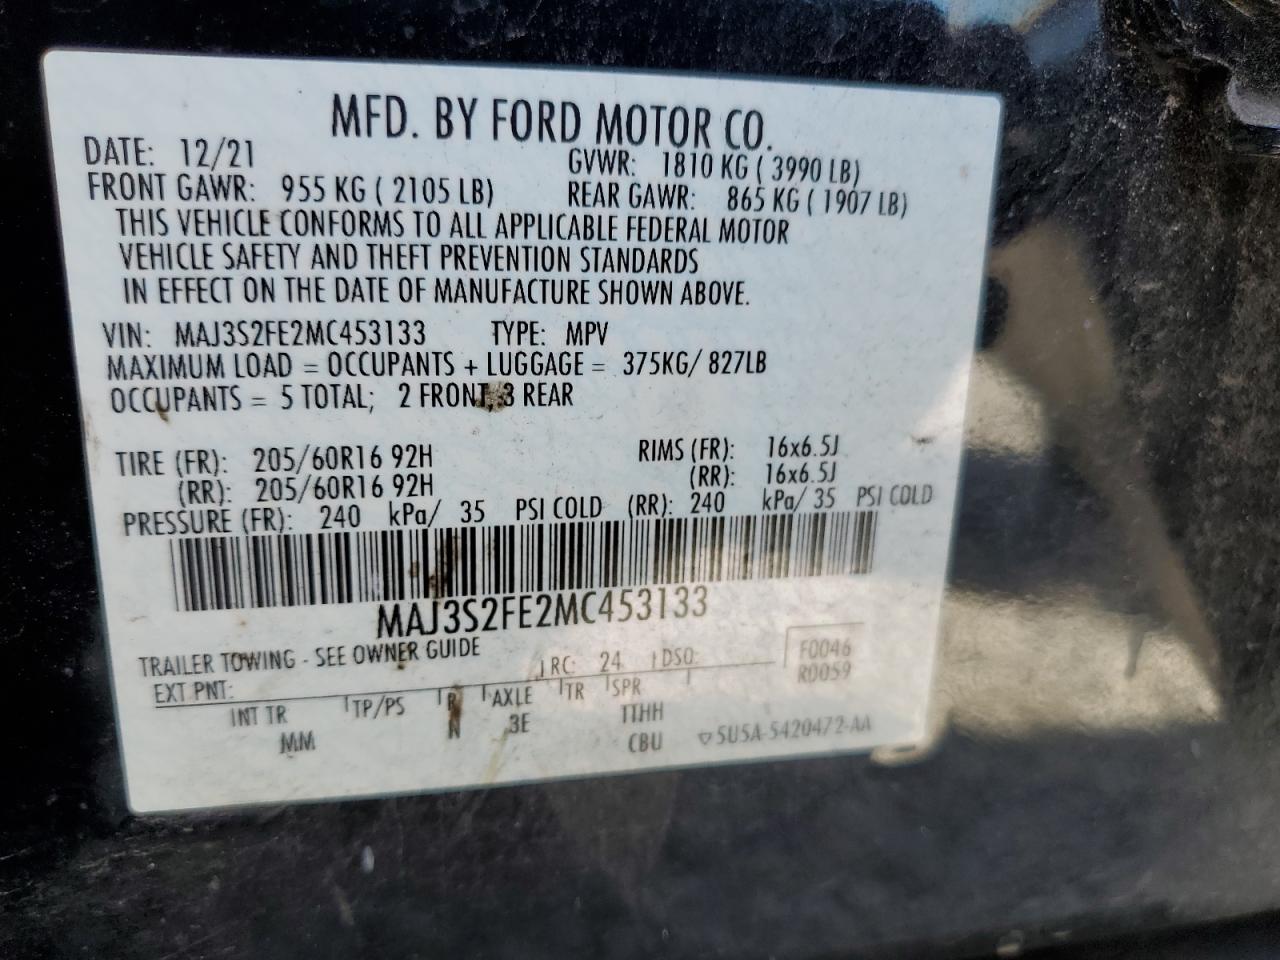 MFD. BY FORD MOTOR CO.
DATE: 12/21 GVWR: 1810 KG ( 3990 LB)
FRONT GAWR: 955 KG ( 2105 LB) REAR GAWR: 865 KG ( 1907 LB)
THIS VEHICLE CONFORMS TO ALL APPLICABLE FEDERAL MOTOR
VEHICLE SAFETY AND THEFT PREVENTION STANDARDS
IN EFFECT ON THE DATE OF MANUFACTURE SHOWN ABOVE.
VIN: MAJ3S2FE2MC453133 TYPE: MPV
MAXIMUM LOAD = OCCUPANTS + LUGGAGE = 375KG/ 827LB
OCCUPANTS = 5 TOTAL; 2 FRONT, 3 REAR
TIRE (FR): 205/60R16 92H RIMS (FR): 16x6.5J
(RR): 205/60R16 92H (RR): 16x6.5J
PRESSURE (FR): 240 kPa/ 35 PSI COLD (RR): 240 kPa/ 35 PSI COLD
MAJ3S2FE2MC453133
TRAILER TOWING - SEE OWNER GUIDE
EXT PNT: RC: 24 DSO: F0046
R0059
INT TR TP/PS R AXLE TR SPR
MM N 3E TTHH
CBU 5U5A-5420472-AA